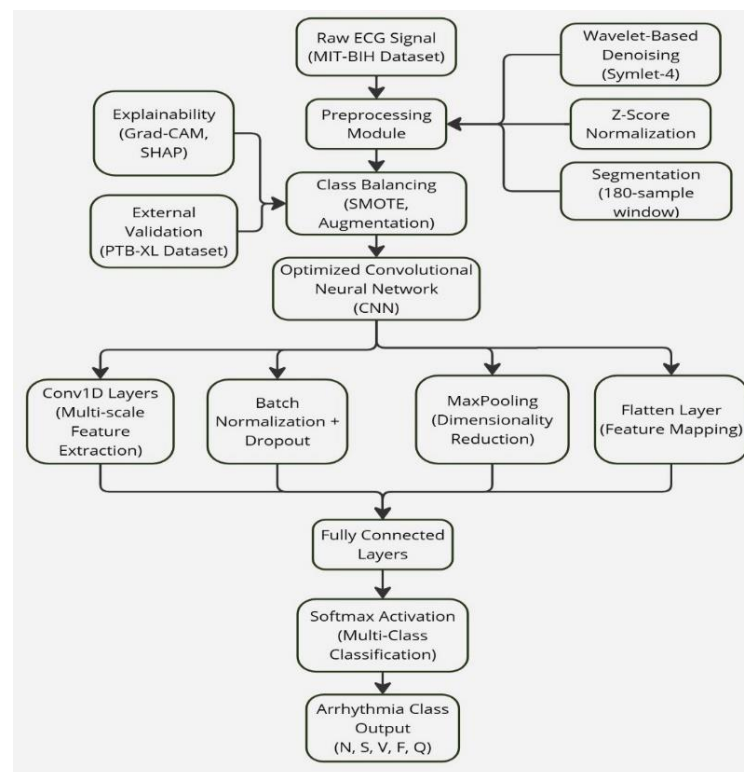 Raw ECG Signal
(MIT-BIH Dataset)
Wavelet-Based
Denoising
(Symlet-4)
Explainability
(Grad-CAM,
SHAP)
Preprocessing
Module
Z-Score
Normalization
Class Balancing
(SMOTE,
Augmentation)
Segmentation
(180-sample
window)
External
Validation
(PTB-XL Dataset)
Optimized Convolutional
Neural Network
(CNN)
Conv1D Layers
(Multi-scale
Feature
Extraction)
Batch
Normalization +
Dropout
MaxPooling
(Dimensionality
Reduction)
Flatten Layer
(Feature Mapping)
Fully Connected
Layers
Softmax Activation
(Multi-Class
Classification)
Arrhythmia Class
Output
(N, S, V, F, Q)